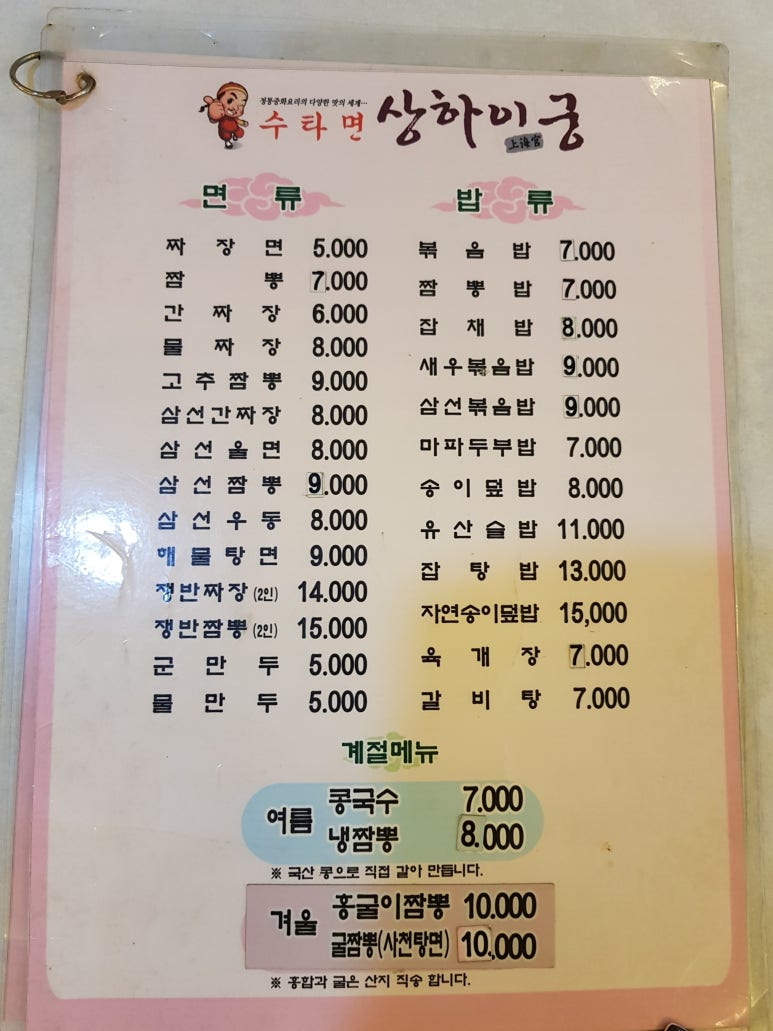 정통중화요리의 다양한 맛의 세계…
수타면 상하이궁
上海宮
면류
짜장면 5.000
짬뽕 7.000
간짜장 6.000
물짜장 8.000
고추짬뽕 9.000
삼선간짜장 8.000
삼선울면 8.000
삼선짬뽕 9.000
삼선우동 8.000
해물탕면 9.000
쟁반짜장(2인) 14.000
쟁반짬뽕(2인) 15.000
군만두 5.000
물만두 5.000
밥류
볶음밥 7.000
짬뽕밥 7.000
잡채밥 8.000
새우볶음밥 9.000
삼선볶음밥 9.000
마파두부밥 7.000
송이덮밥 8.000
유산슬밥 11.000
잡탕밥 13.000
자연송이덮밥 15,000
육개장 7.000
갈비탕 7.000
계절메뉴
여름
콩국수 7.000
냉짬뽕 8.000
※ 국산 콩으로 직접 갈아 만듭니다.
겨울
홍굴이짬뽕 10.000
굴짬뽕(사천탕면) 10,000
※ 홍합과 굴은 산지 직송 합니다.